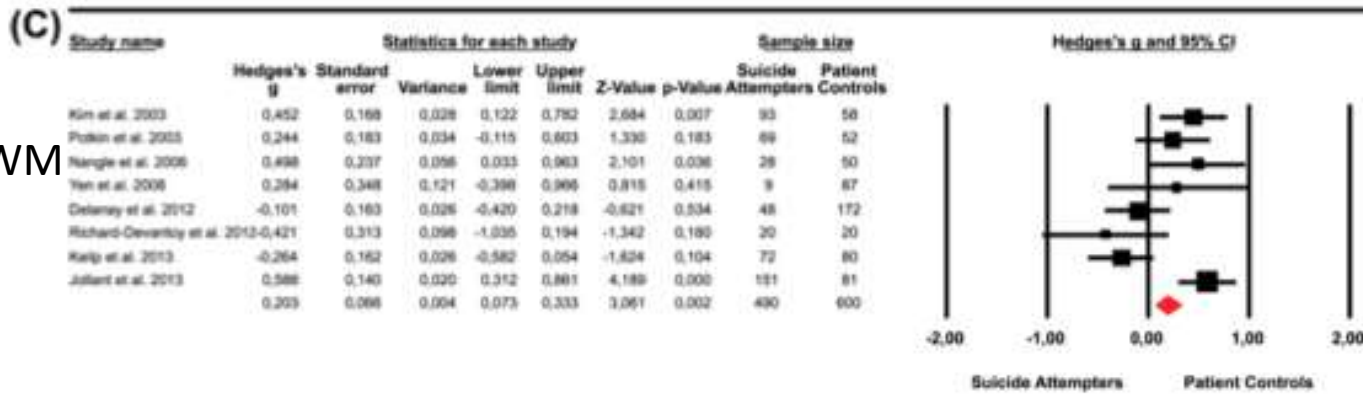 (C)
Study name Statistics for each study Sample size Hedges's g and 95% CI
Hedges's g Standard error Variance Lower limit Upper limit Z-Value p-Value Suicide Attempters Patient Controls
Kim et al. 2003 0,452 0,168 0,028 0,122 0,782 2,684 0,007 93 58
Potkin et al. 2003 0,244 0,183 0,034 -0,115 0,603 1,330 0,183 69 52
WM
Nangle et al. 2006 0,498 0,237 0,056 0,033 0,963 2,101 0,036 28 50
Yen et al. 2008 0,284 0,348 0,121 -0,398 0,966 0,815 0,415 9 87
Delaney et al. 2012 -0,101 0,163 0,026 -0,420 0,218 -0,621 0,534 48 172
Richard-Devantoy et al. 2012 -0,421 0,313 0,098 -1,035 0,194 -1,342 0,180 20 20
Keilp et al. 2013 -0,264 0,162 0,026 -0,582 0,054 -1,624 0,104 72 80
Jollant et al. 2013 0,586 0,140 0,020 0,312 0,861 4,189 0,000 151 81
0,203 0,066 0,004 0,073 0,333 3,061 0,002 490 600
-2,00 -1,00 0,00 1,00 2,00
Suicide Attempters Patient Controls